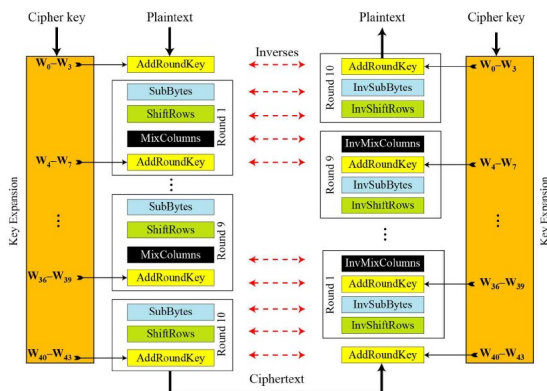 Cipher key
Plaintext
Plaintext
Cipher key
W0–W3
AddRoundKey
Inverses
AddRoundKey
W0–W3
SubBytes
InvSubBytes
ShiftRows
InvShiftRows
Round 10
MixColumns
Round 1
InvMixColumns
W4–W7
AddRoundKey
AddRoundKey
W4–W7
...
InvSubBytes
Round 9
SubBytes
InvShiftRows
Key Expansion
...
ShiftRows
...
...
Key Expansion
MixColumns
Round 9
InvMixColumns
W36–W39
AddRoundKey
AddRoundKey
W36–W39
SubBytes
InvSubBytes
Round 1
ShiftRows
Round 10
InvShiftRows
W40–W43
AddRoundKey
AddRoundKey
W40–W43
Ciphertext